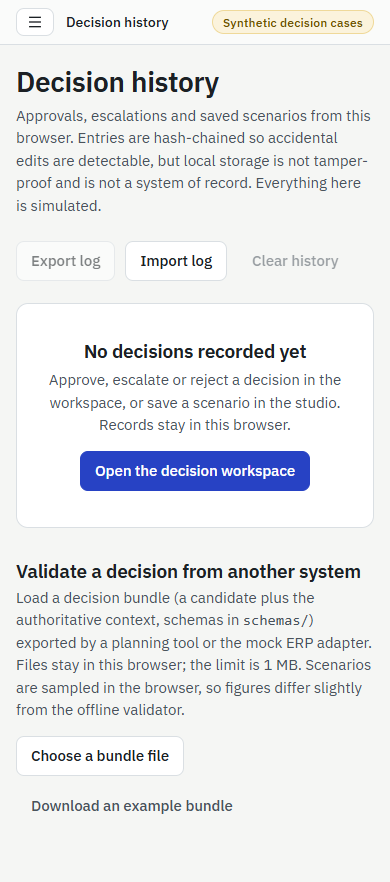 Decision history
Synthetic decision cases
Decision history
Approvals, escalations and saved scenarios from this
browser. Entries are hash-chained so accidental
edits are detectable, but local storage is not tamper-
proof and is not a system of record. Everything here
is simulated.
Export log
Import log
Clear history
No decisions recorded yet
Approve, escalate or reject a decision in the
workspace, or save a scenario in the studio.
Records stay in this browser.
Open the decision workspace
Validate a decision from another system
Load a decision bundle (a candidate plus the
authoritative context, schemas in schemas/)
exported by a planning tool or the mock ERP adapter.
Files stay in this browser; the limit is 1 MB. Scenarios
are sampled in the browser, so figures differ slightly
from the offline validator.
Choose a bundle file
Download an example bundle